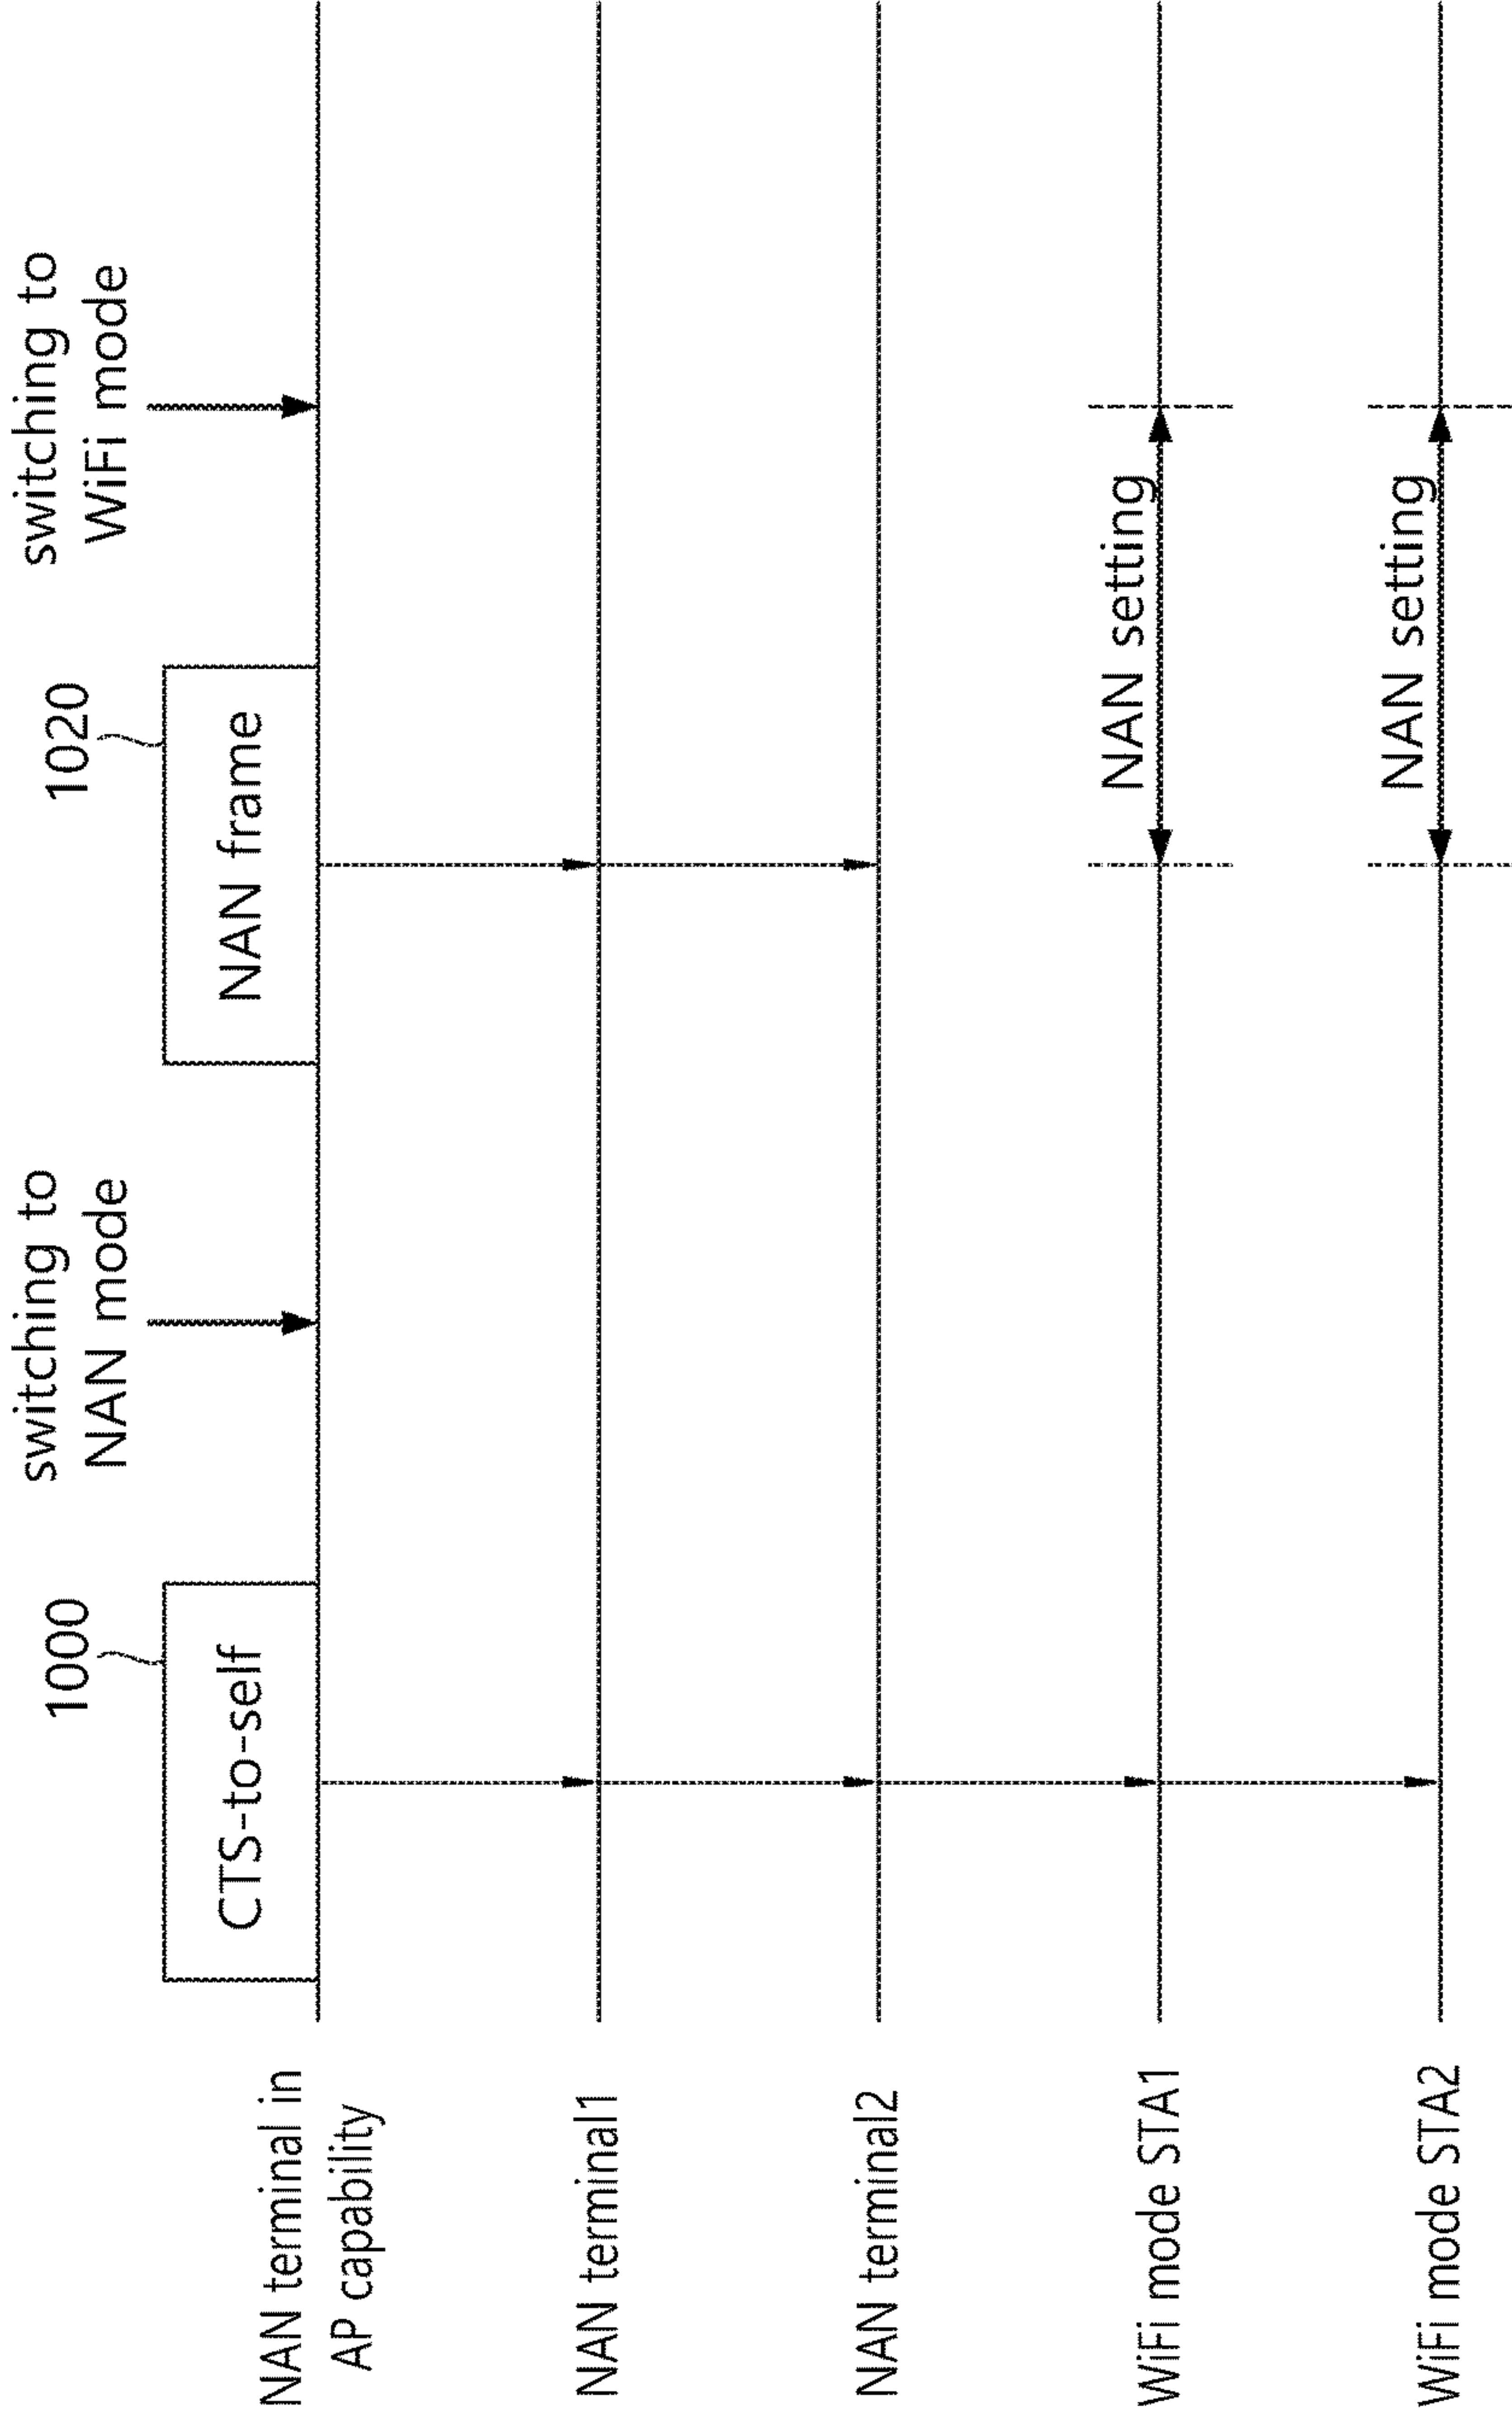 switching to
NAN mode
switching to
WiFi mode
1000
1020
CTS-to-self
NAN frame
NAN terminal in
AP capability
NAN terminal1
NAN terminal2
WiFi mode STA1
NAN setting
WiFi mode STA2
NAN setting